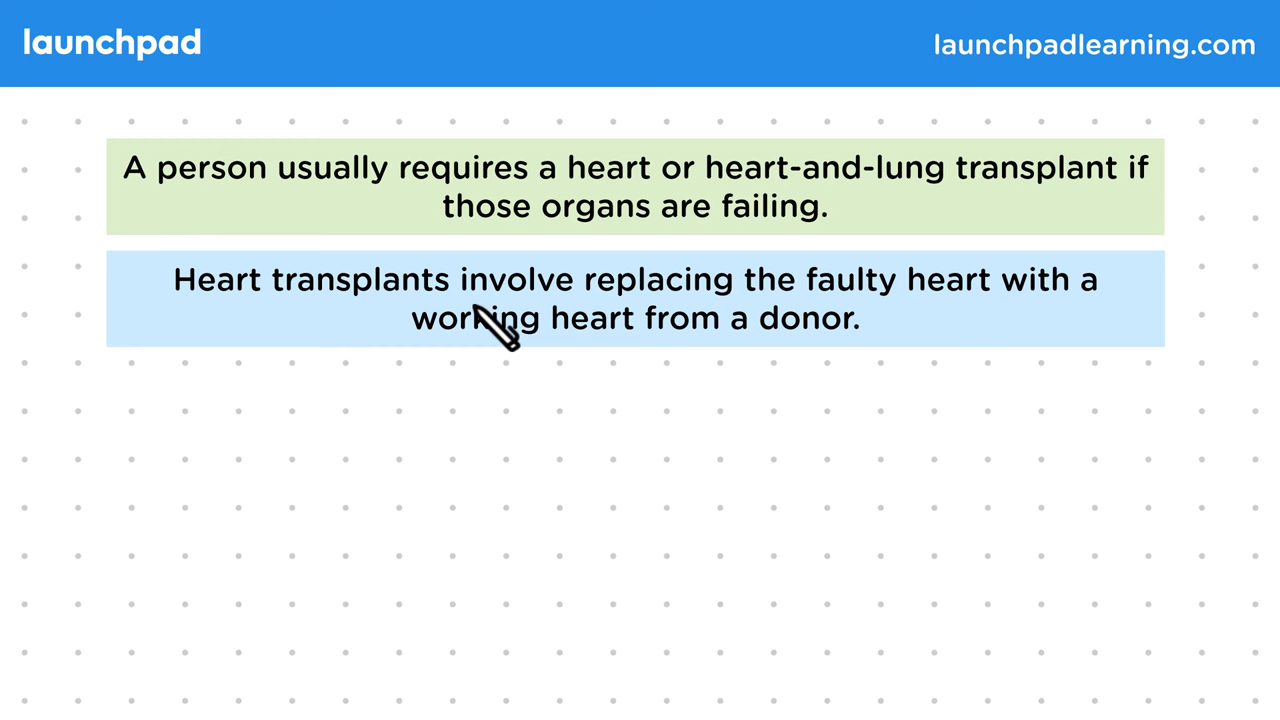 launchpad
launchpadlearning.com
A person usually requires a heart or heart-and-lung transplant if
those organs are failing.
Heart transplants involve replacing the faulty heart with a
working heart from a donor.